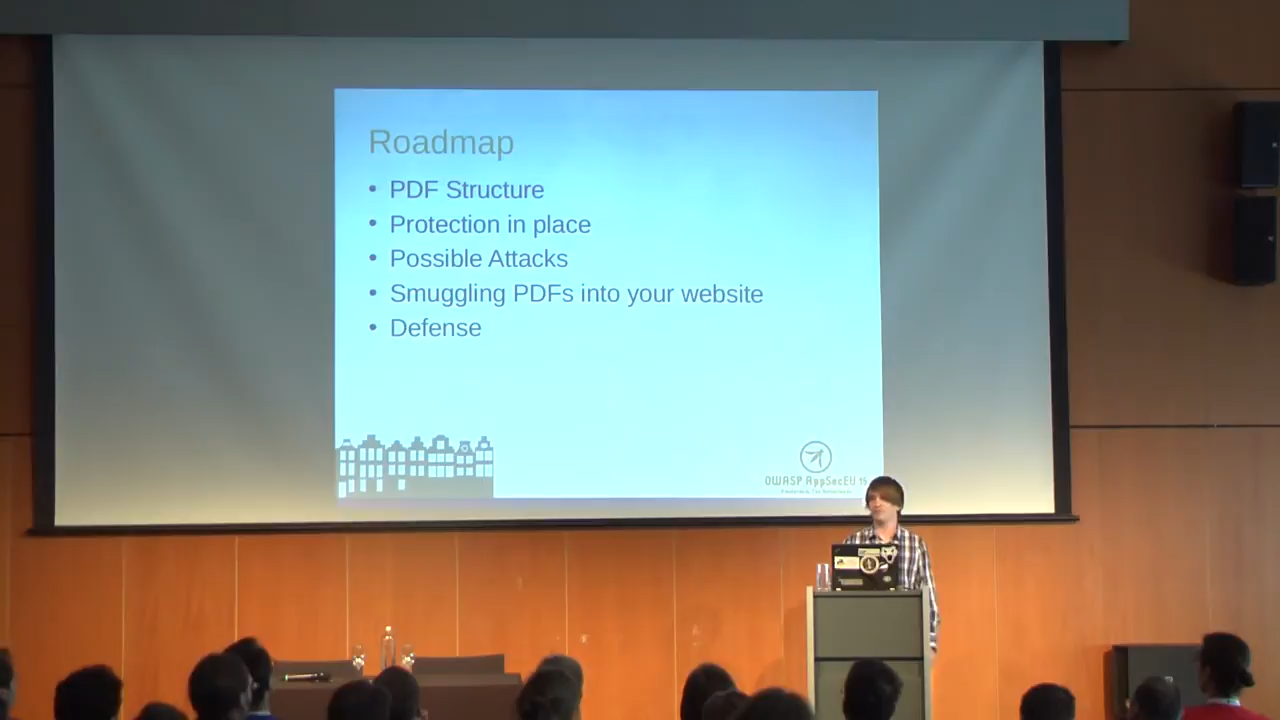 Roadmap
• PDF Structure
• Protection in place
• Possible Attacks
• Smuggling PDFs into your website
• Defense
OWASP AppSecEU 15